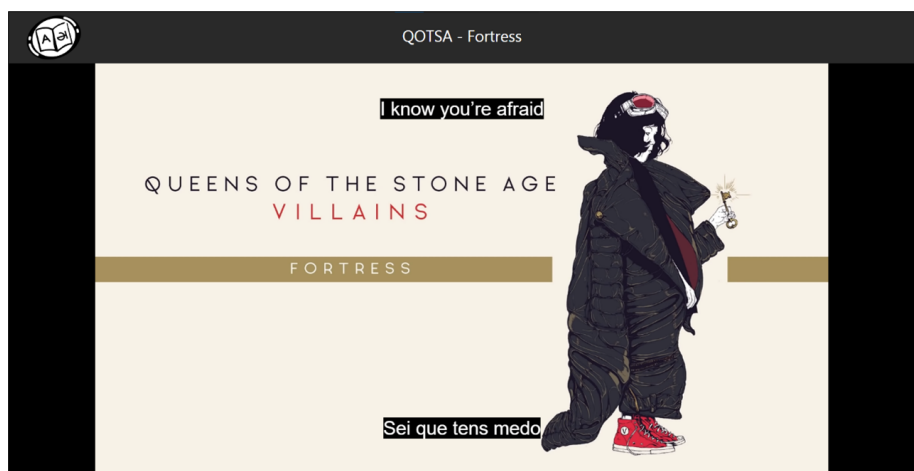 QOTSA - Fortress
I know you're afraid
QUEENS OF THE STONE AGE
VILLAINS
FORTRESS
Sei que tens medo